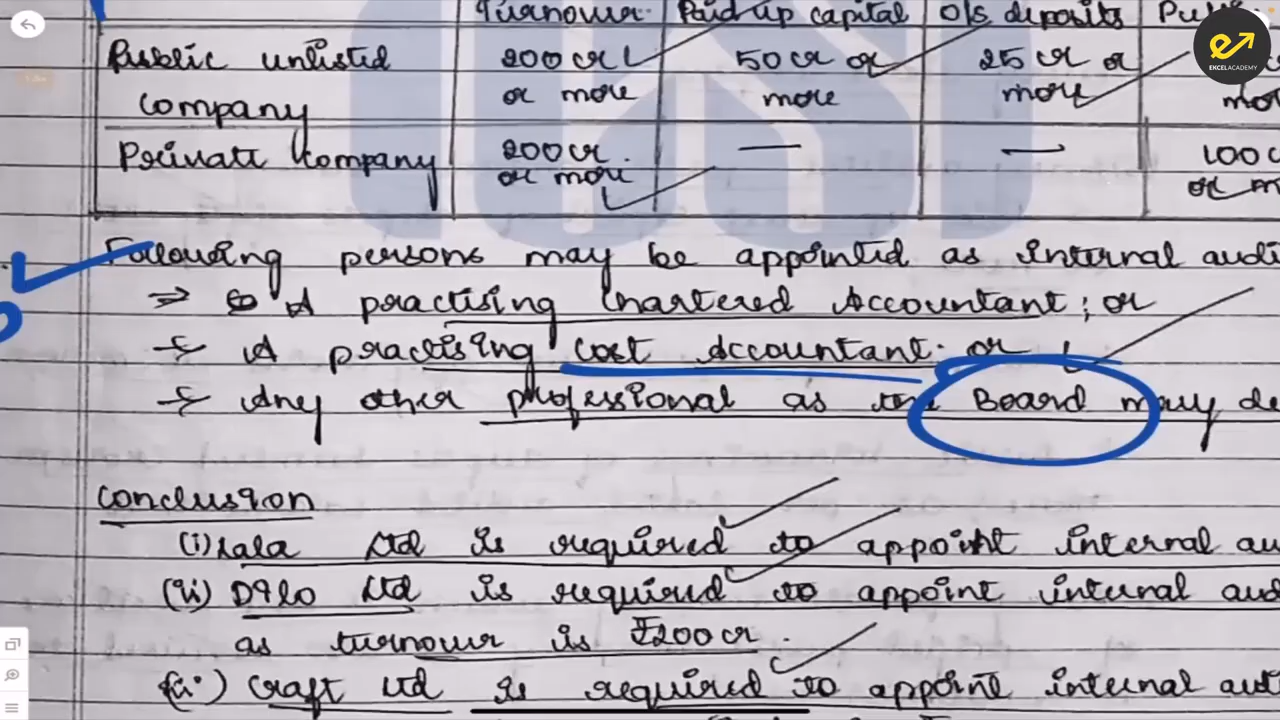 Turnover Paid up capital o/s deposits
Public unlisted 200 cr 50 cr or 25 cr or
company or more more more
Private Company 200 cr. — — 100
or more or
Following persons may be appointed as internal audi
⇒ A practising Chartered Accountant; or
⇒ A practising Cost Accountant. or
⇒ Any other professional as the Board may de
Conclusion
(i) Lala Ltd is required to appoint internal au
(ii) Dilo Ltd is required to appoint internal aud
as turnover is ₹200 cr.
Craft Ltd is required to appoint internal audi
EXCELACADEMY